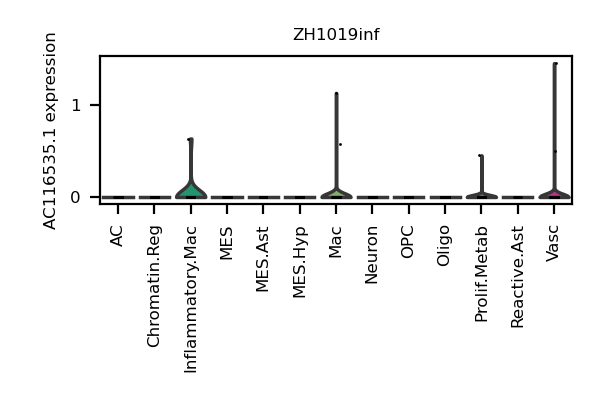 ZH1019inf
AC116535.1 expression
1
0
AC
Chromatin.Reg
Inflammatory.Mac
MES
MES.Ast
MES.Hyp
Mac
Neuron
OPC
Oligo
Prolif.Metab
Reactive.Ast
Vasc